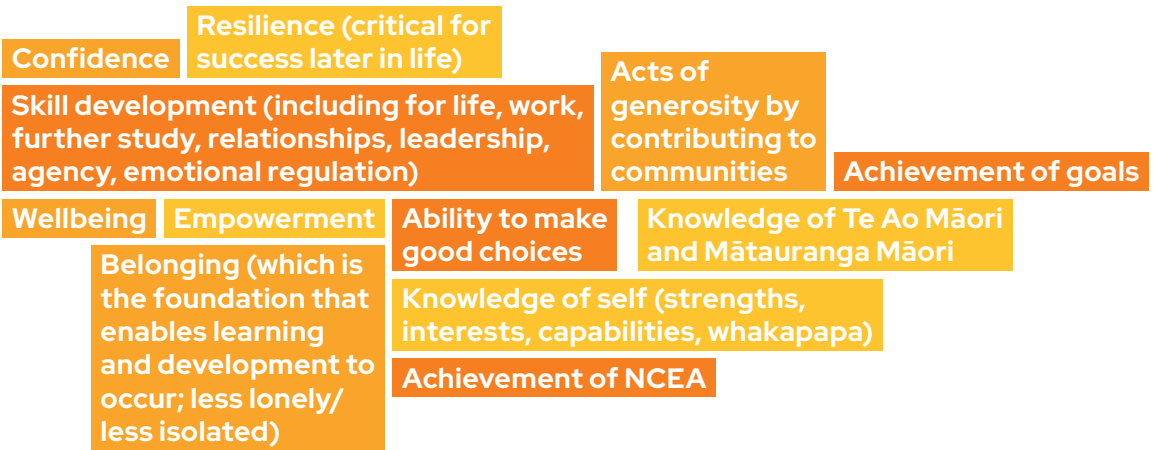 Confidence
Resilience (critical for
success later in life)
Skill development (including for life, work,
further study, relationships, leadership,
agency, emotional regulation)
Acts of
generosity by
contributing to
communities
Achievement of goals
Wellbeing
Empowerment
Ability to make
good choices
Knowledge of Te Ao Māori
and Mātauranga Māori
Belonging (which is
the foundation that
enables learning
and development to
occur; less lonely/
less isolated)
Knowledge of self (strengths,
interests, capabilities, whakapapa)
Achievement of NCEA